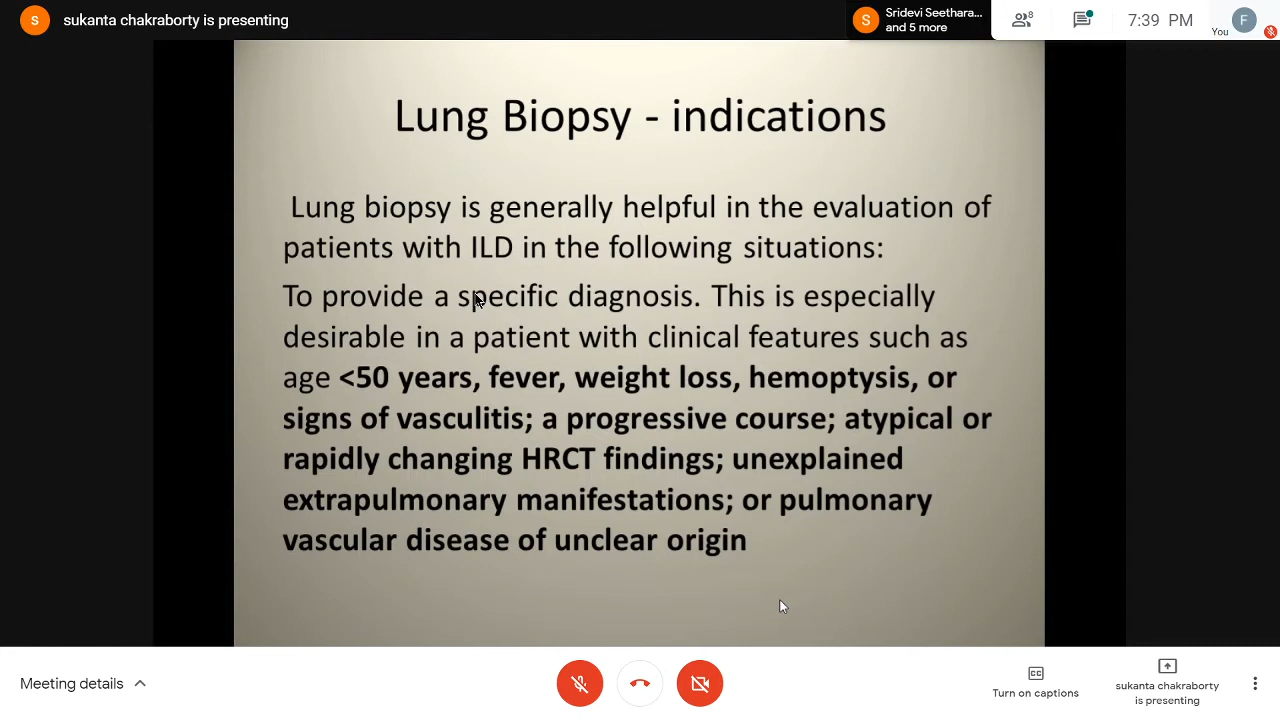 S
sukanta chakraborty is presenting
S
Sridevi Seethara...
and 5 more
8
7:39 PM
You
F
Lung Biopsy - indications
Lung biopsy is generally helpful in the evaluation of
patients with ILD in the following situations:
To provide a specific diagnosis. This is especially
desirable in a patient with clinical features such as
age <50 years, fever, weight loss, hemoptysis, or
signs of vasculitis; a progressive course; atypical or
rapidly changing HRCT findings; unexplained
extrapulmonary manifestations; or pulmonary
vascular disease of unclear origin
Meeting details
CC
Turn on captions
sukanta chakraborty
is presenting